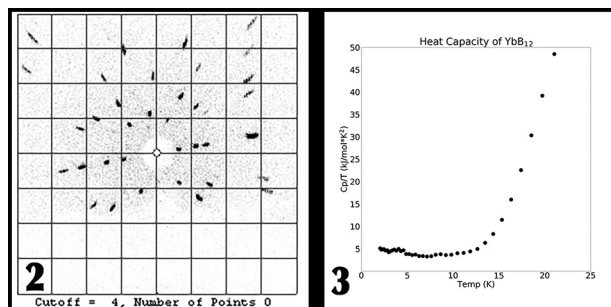 2
Cutoff = 4, Number of Points 0
3
Heat Capacity of YbB₁₂
Cp/T (kJ/mol*K²)
50
45
40
35
30
25
20
15
10
5
0 5 10 15 20 25
Temp (K)